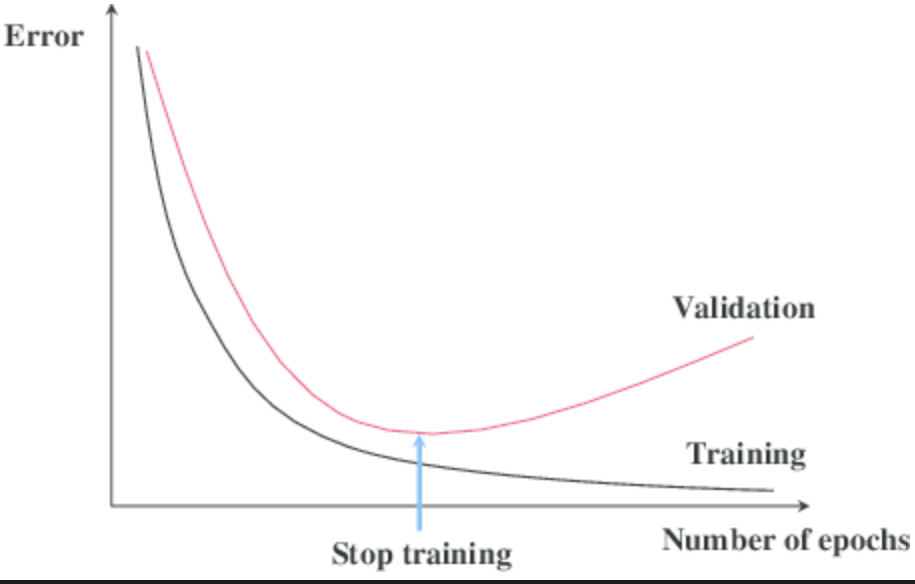 Error
Validation
Training
Number of epochs
Stop training